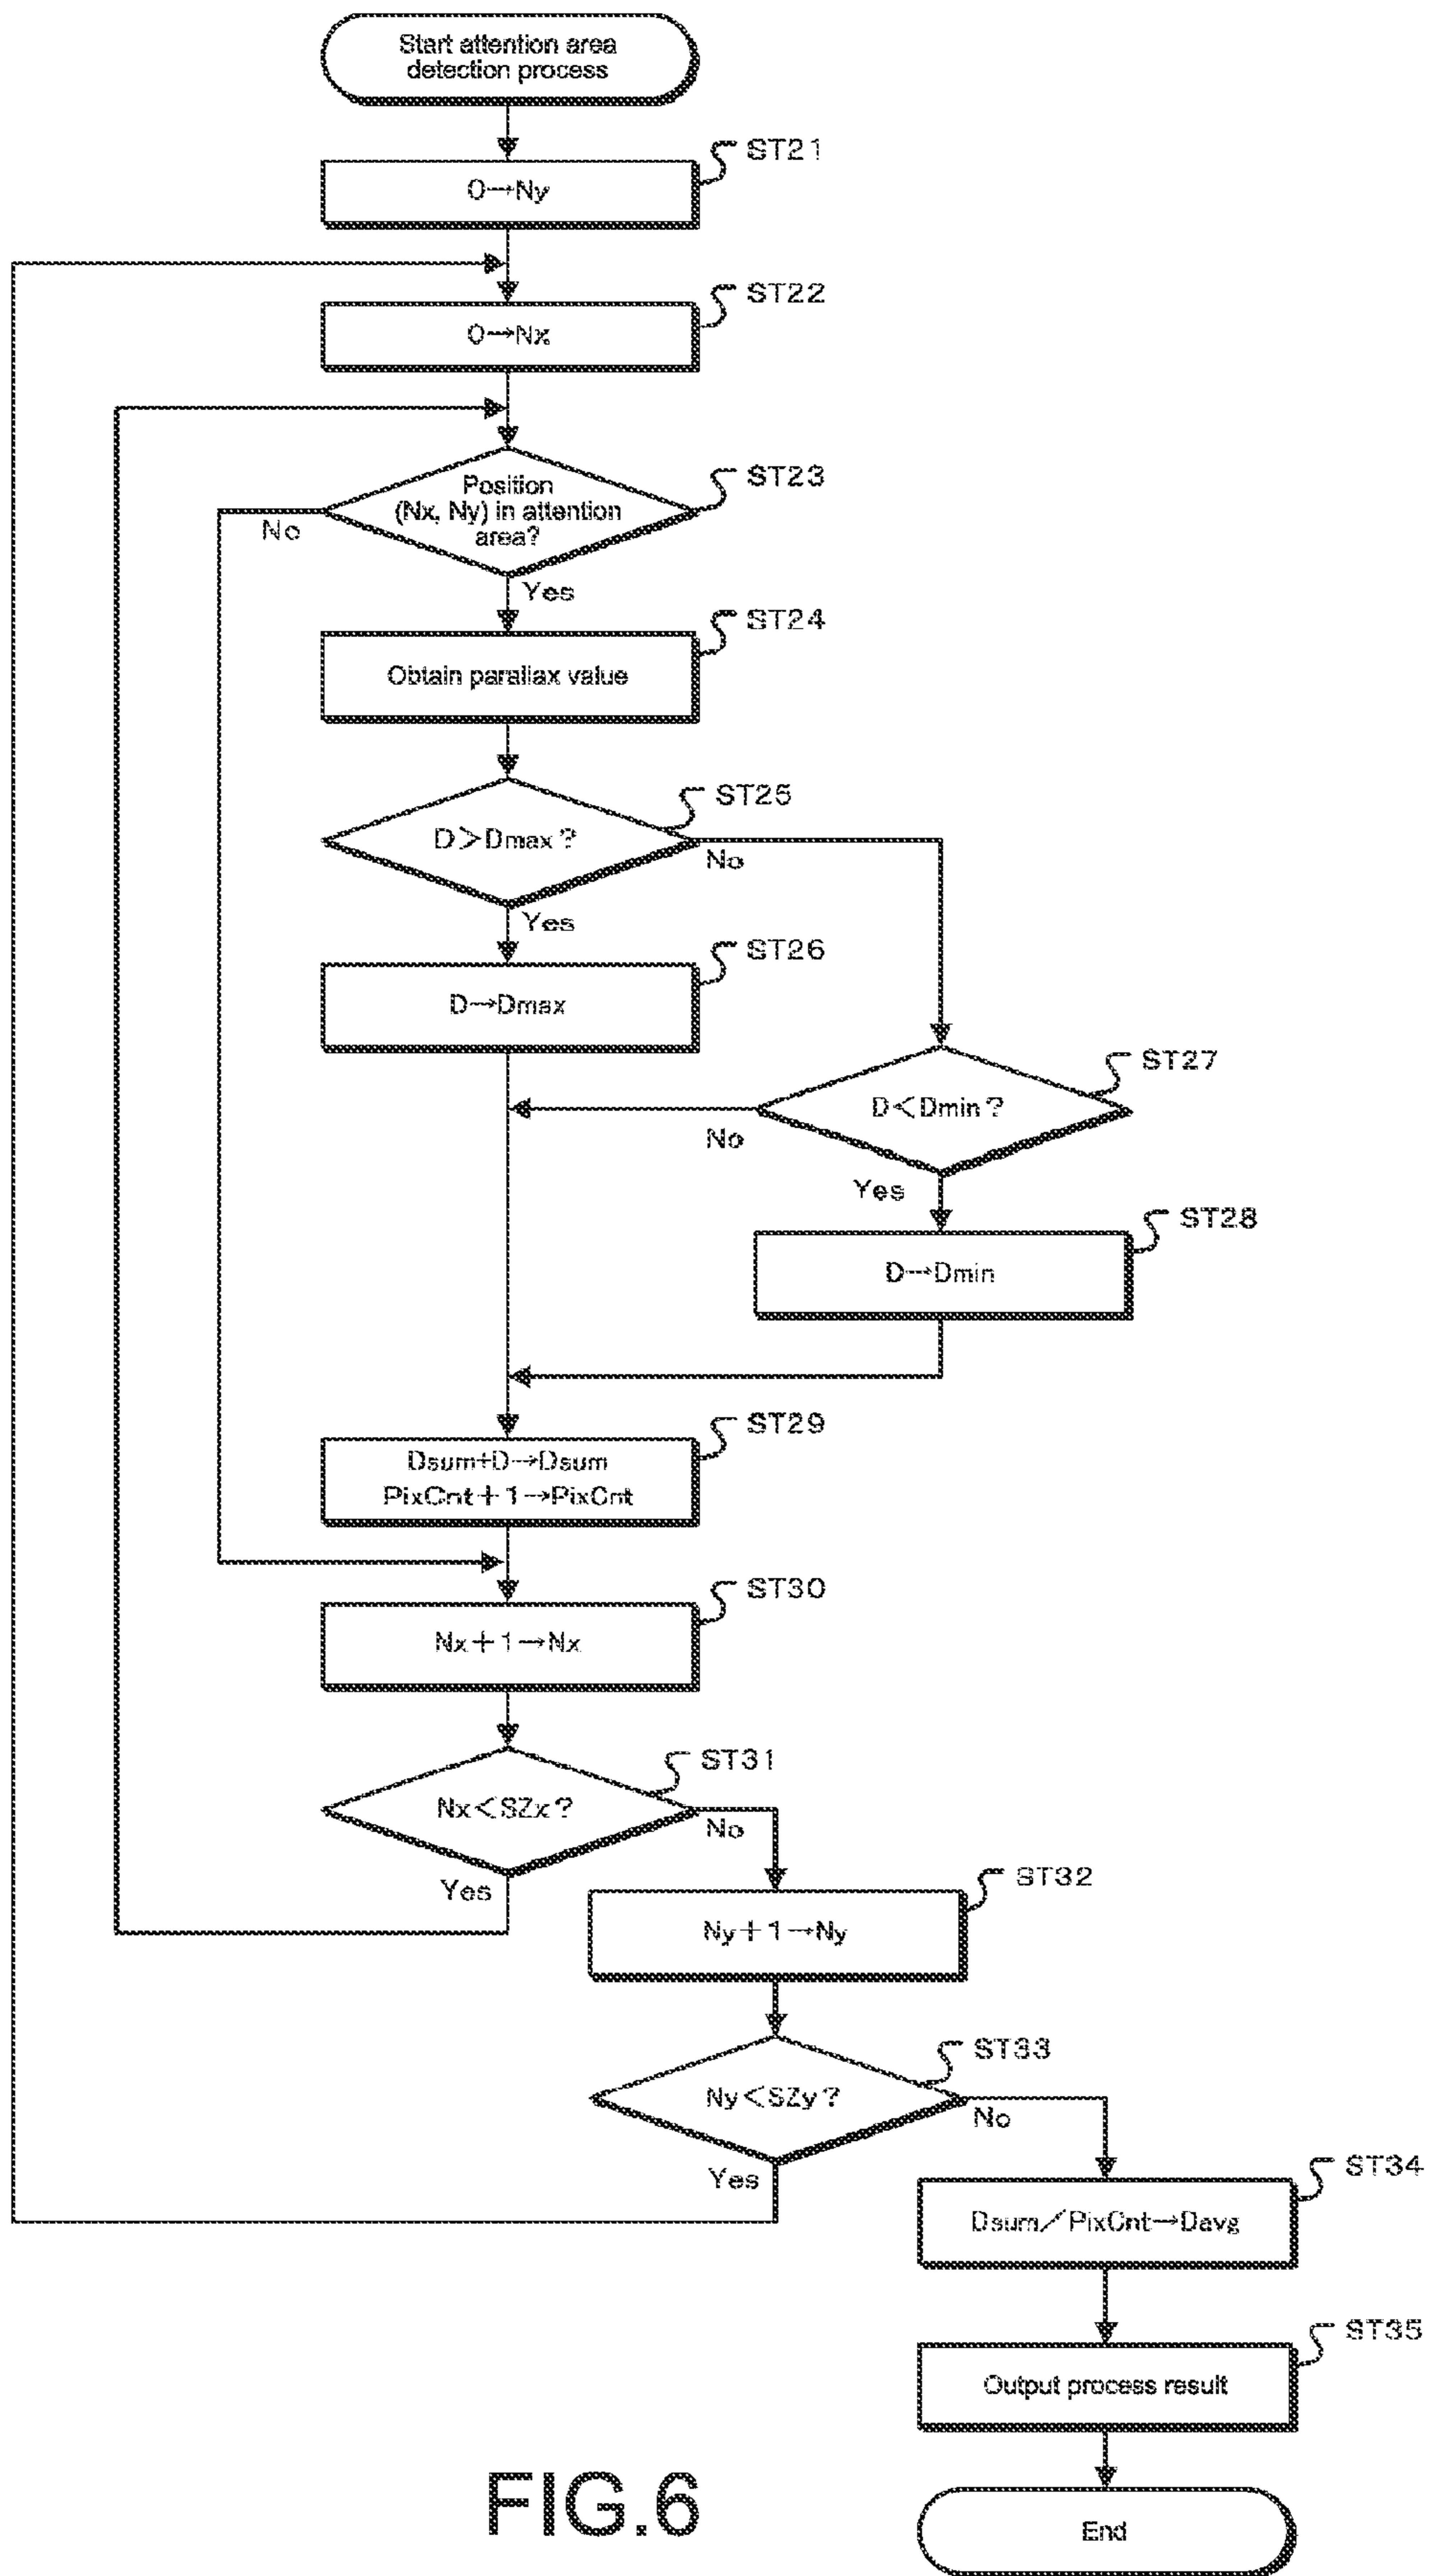 Start attention area
detection process
ST21
0→Ny
ST22
0→Nx
ST23
Position
(Nx, Ny) in attention
area?
No
Yes
ST24
Obtain parallax value
ST25
D＞Dmax？
No
Yes
ST26
D→Dmax
ST27
D＜Dmin？
No
Yes
ST28
D→Dmin
ST29
Dsum+D→Dsum
PixCnt＋1→PixCnt
ST30
Nx＋1→Nx
ST31
Nx＜SZx？
No
Yes
ST32
Ny＋1→Ny
ST33
Ny＜SZy？
No
Yes
ST34
Dsum／PixCnt→Davg
ST35
Output process result
End
FIG.6